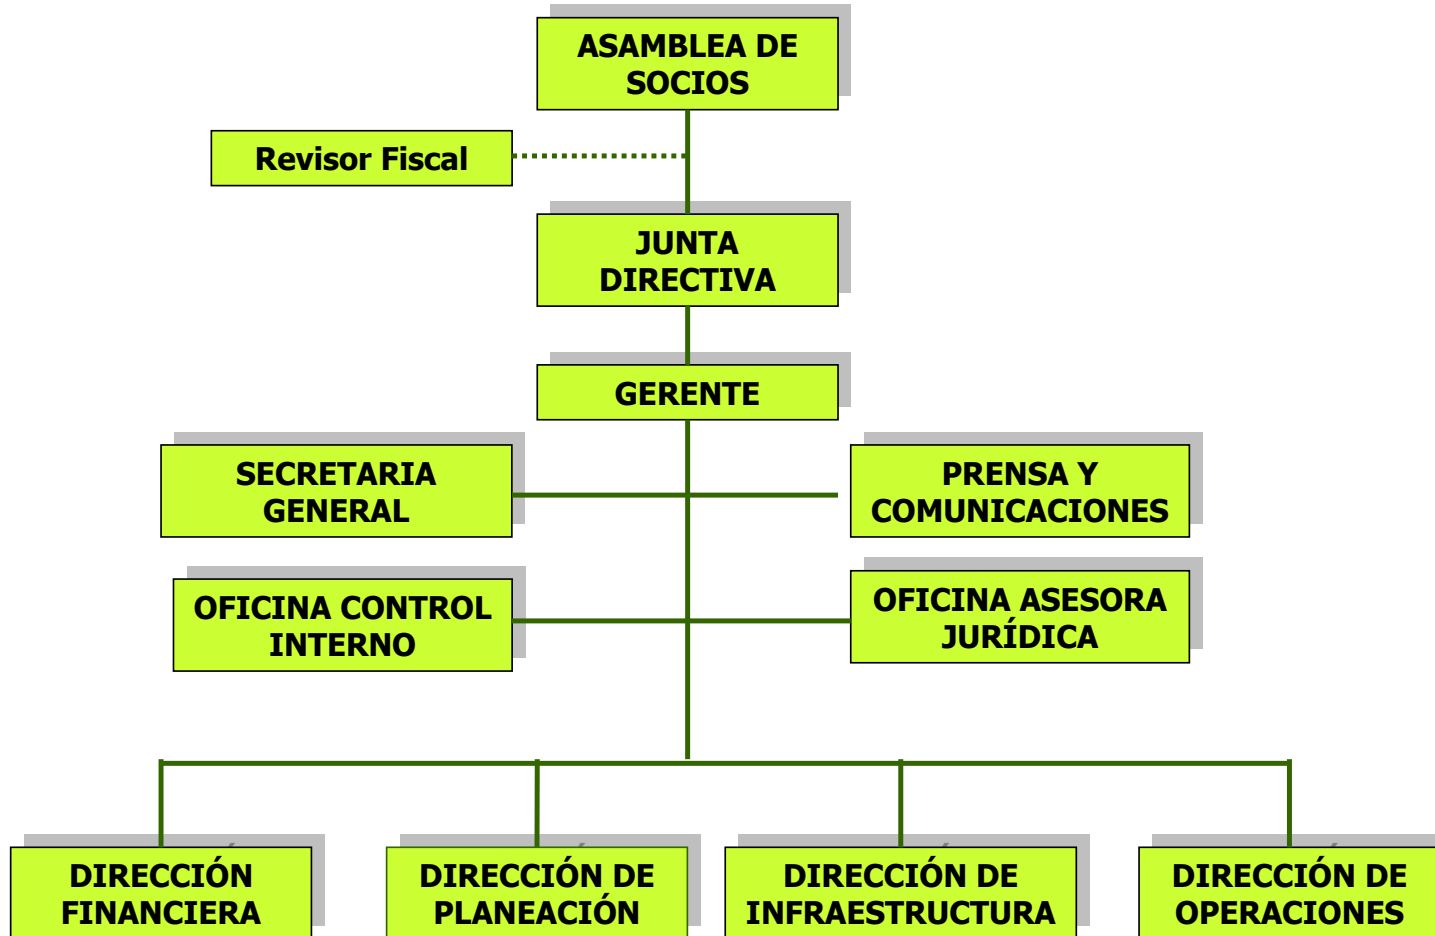 ASAMBLEA DE
SOCIOS
Revisor Fiscal
JUNTA
DIRECTIVA
GERENTE
SECRETARIA
GENERAL
PRENSA Y
COMUNICACIONES
OFICINA CONTROL
INTERNO
OFICINA ASESORA
JURÍDICA
DIRECCIÓN
FINANCIERA
DIRECCIÓN DE
PLANEACIÓN
DIRECCIÓN DE
INFRAESTRUCTURA
DIRECCIÓN DE
OPERACIONES